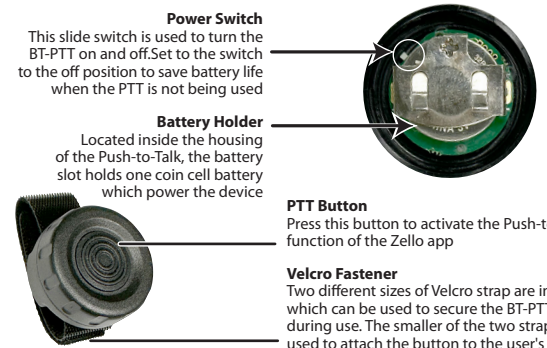 Power Switch
This slide switch is used to turn the
BT-PTT on and off.Set to the switch
to the off position to save battery life
when the PTT is not being used
Battery Holder
Located inside the housing
of the Push-to-Talk, the battery
slot holds one coin cell battery
which power the device
PTT Button
Press this button to activate the
function of the Zello app
Velcro Fastener
Two different sizes of Velcro strap are
which can be used to secure the BT-PTT
during use. The smaller of the two
used to attach the button to the user's